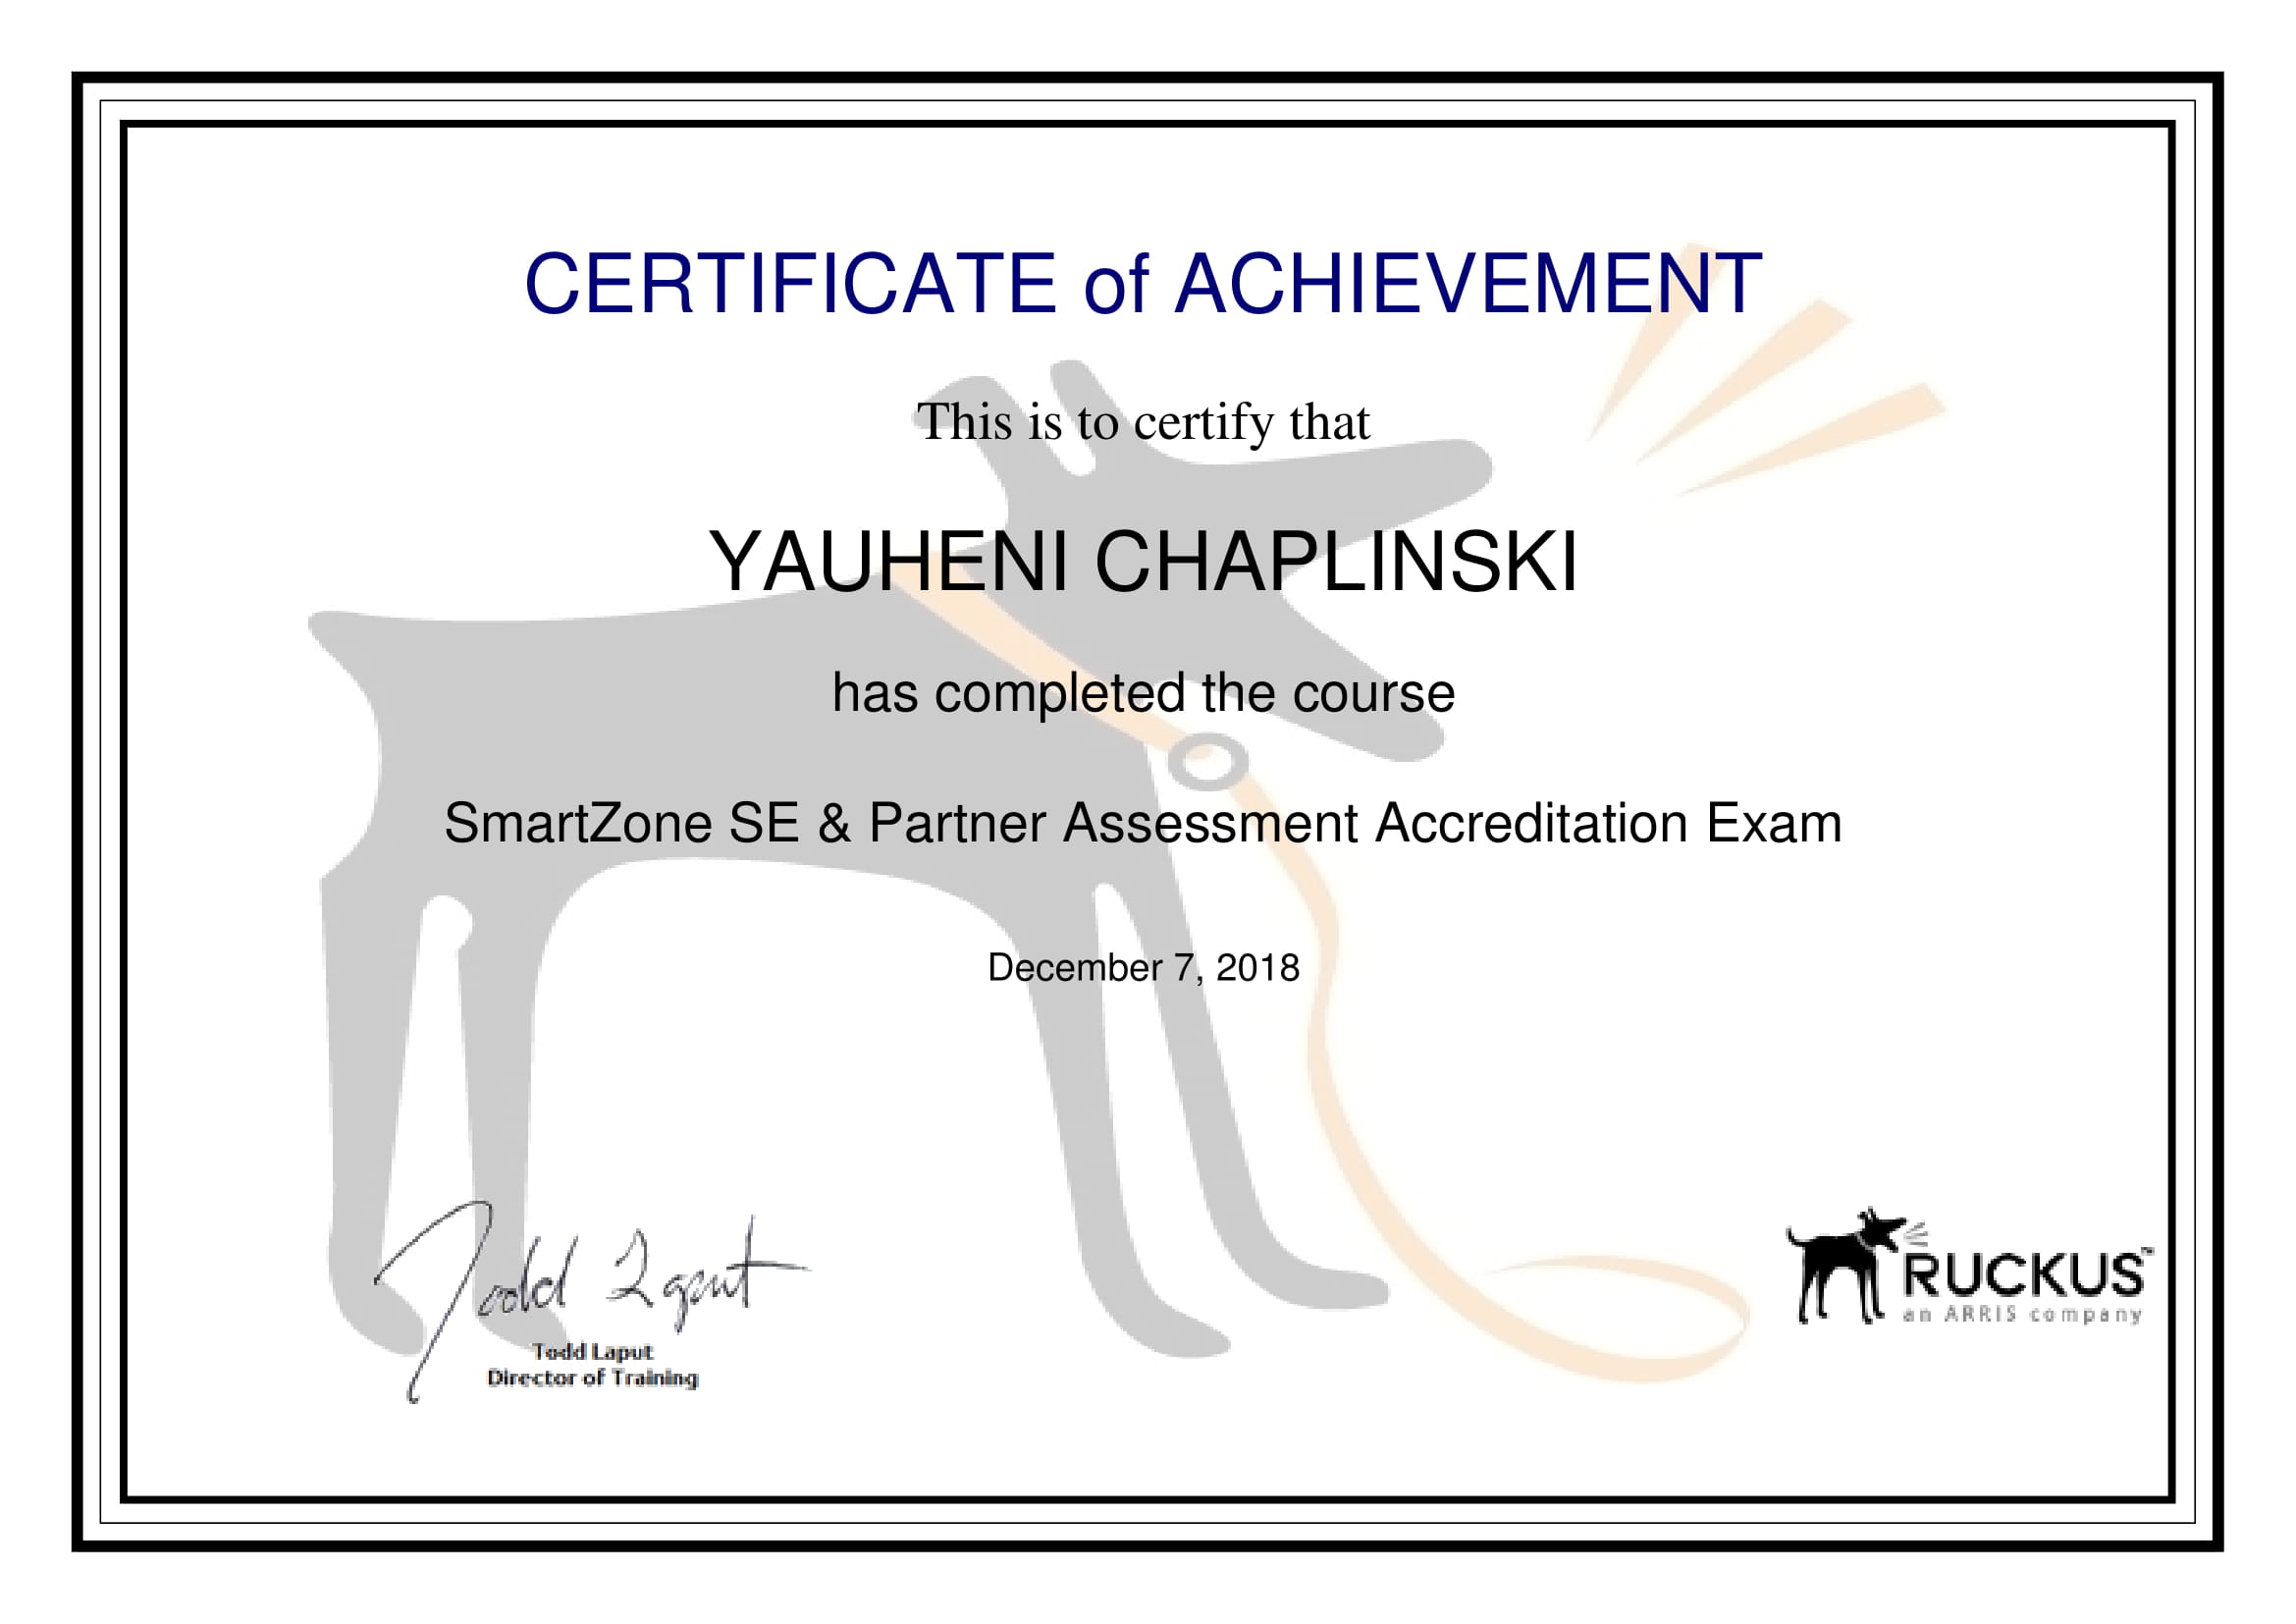 CERTIFICATE of ACHIEVEMENT
This is to certify that
YAUHENI CHAPLINSKI
has completed the course
SmartZone SE & Partner Assessment Accreditation Exam
December 7, 2018
Todd Laput
Todd Laput
Director of Training
RUCKUS™
an ARRIS company